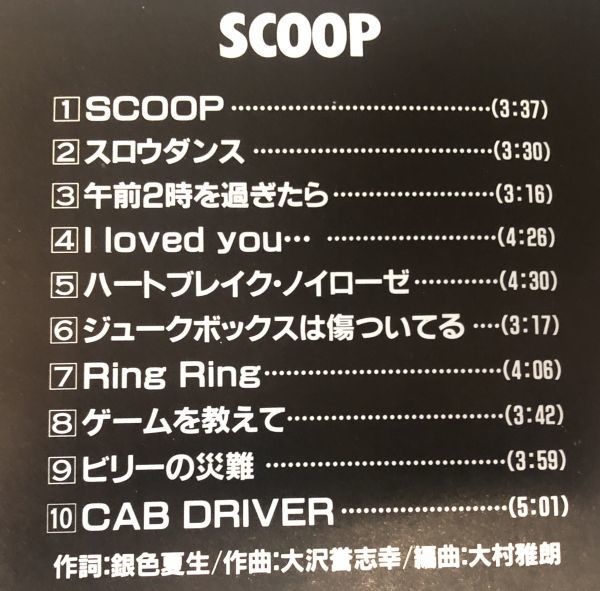 SCOOP
1 SCOOP ………………………………(3:37)
2 スロウダンス ……………………………(3:30)
3 午前2時を過ぎたら…………………(3:16)
4 I loved you… …………………(4:26)
5 ハートブレイク・ノイローゼ…………(4:30)
6 ジュークボックスは傷ついてる …(3:17)
7 Ring Ring…………………………(4:06)
8 ゲームを教えて………………………(3:42)
9 ビリーの災難 …………………………(3:59)
10 CAB DRIVER…………………(5:01)
作詞:銀色夏生/作曲:大沢誉志幸/編曲:大村雅朗